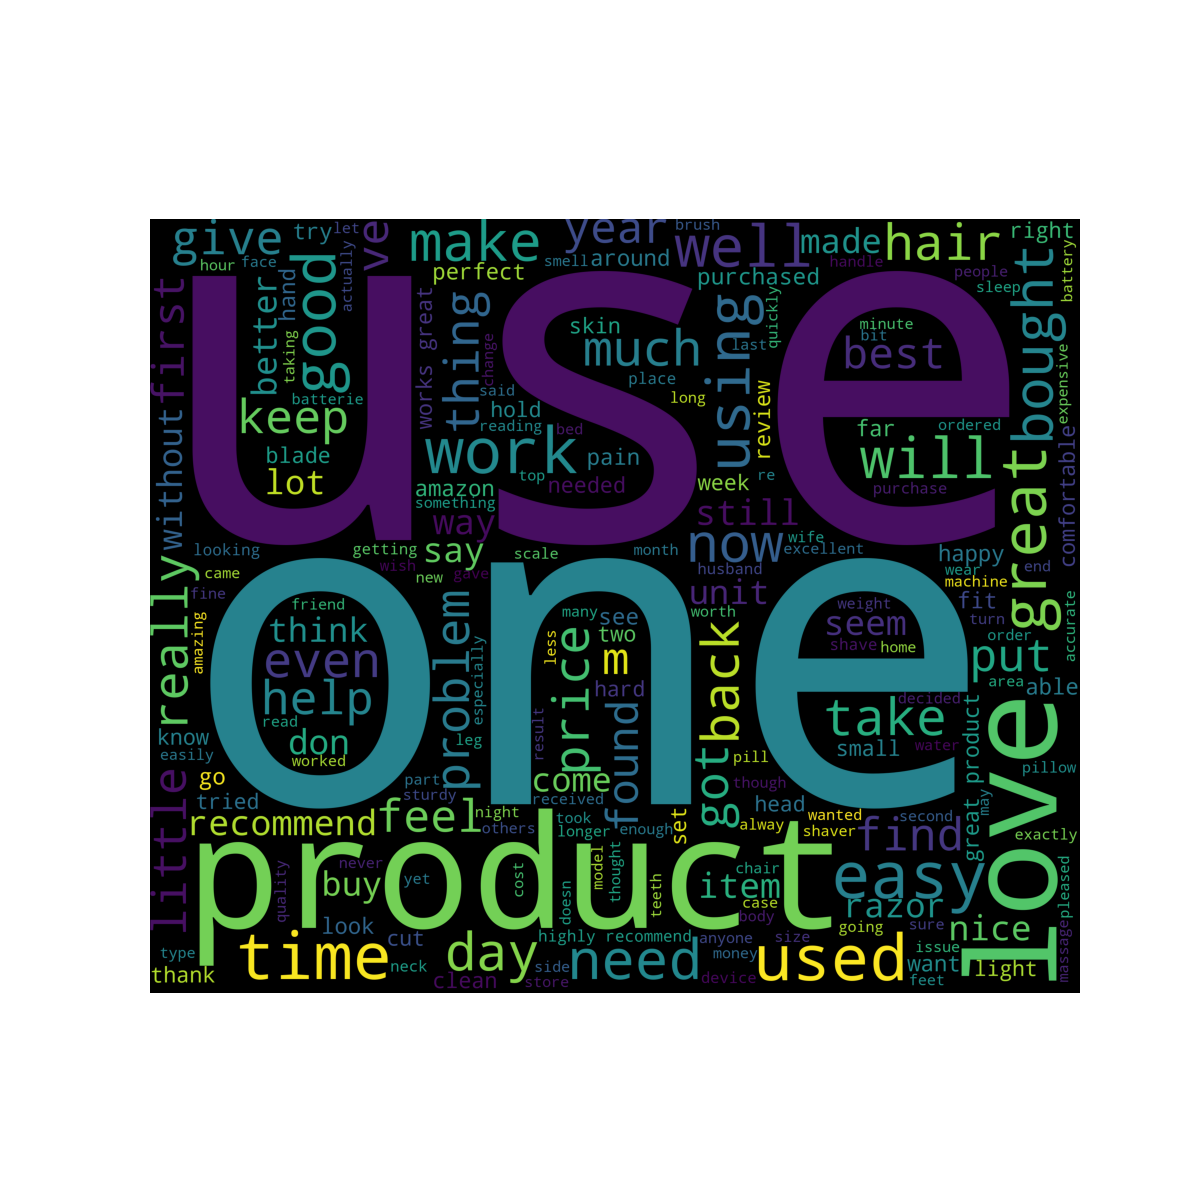 give
try
let
ve
make
year
brush
well
made
hair
right
hour
face
actually
perfect
smell
around
purchased
handle
people
sleep
battery
use
good
hand
better
taking
batterie
first
without
keep
blade
lot
works great
thing
change
said
hold
reading
skin
much
place
long
using
quickly
last
review
minute
bit
best
far
ordered
will
purchase
bought
great
expensive
comfortable
work
bed
top
pain
amazon
something
needed
way
week
re
still
now
wife
excellent
looking
getting
say
scale
month
husband
happy
wear
end
machine
came
wish
new
gave
unit
worth
fine
really
amazing
one
friend
think
even
help
read
don
worked
problem
especially
leg
many
see
two
less
m
price
hard
result
found
back
got
weight
seem
shave
home
fit
turn
order
accurate
put
area
able
decided
take
small
water
know
easily
go
tried
little
part
sturdy
come
received
pill
though
pillow
love
great product
may
recommend
feel
night
others
took
longer
enough
set
head
alway
wanted
shaver
second
find
exactly
product
never
quality
buy
yet
cost
model
thought
doesn
teeth
item
chair
case
body
easy
razor
sure
nice
pleased
massage
look
cut
highly recommend
anyone
size
going
issue
type
thank
time
neck
clean
day
side
store
need
money
device
used
want
feet
light